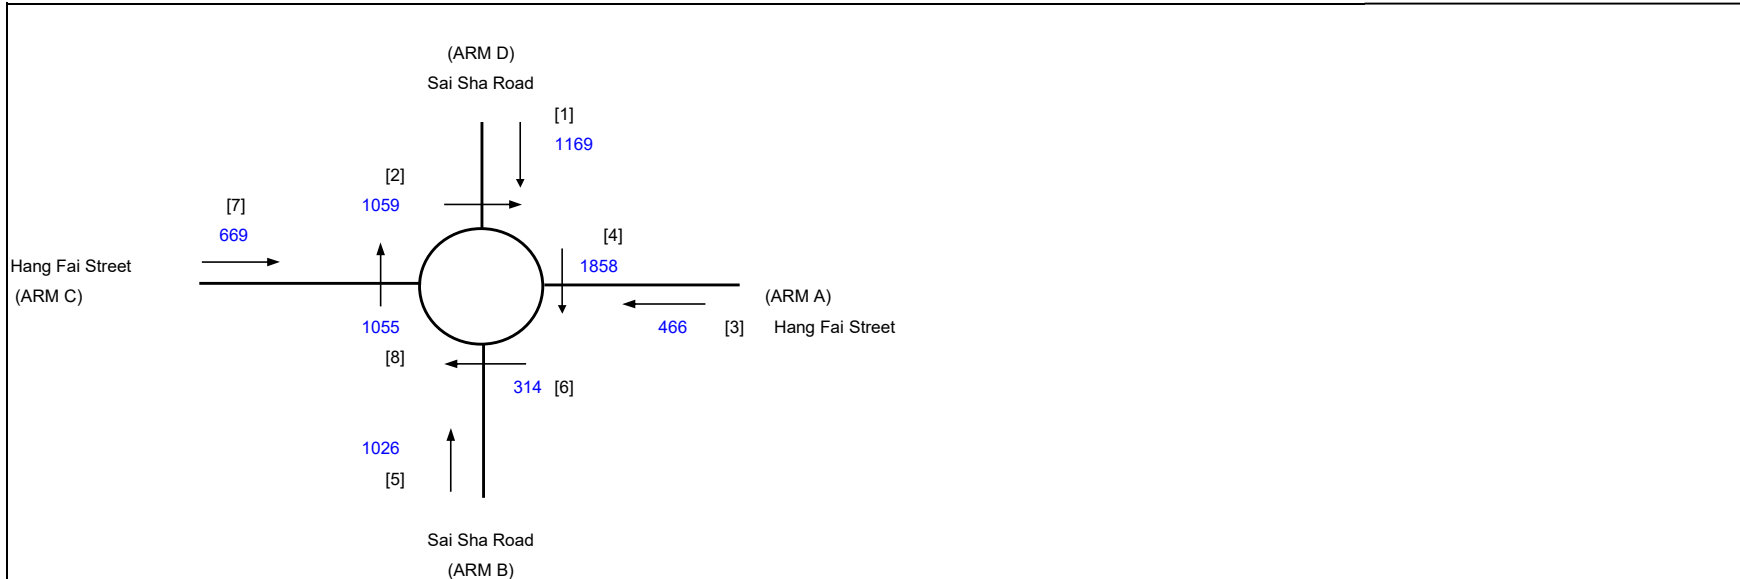 (ARM D)
Sai Sha Road
[1]
1169
[2]
1059
[7]
669
[4]
1858
Hang Fai Street
(ARM C)
(ARM A)
1055
466 [3] Hang Fai Street
[8]
314 [6]
1026
[5]
Sai Sha Road
(ARM B)